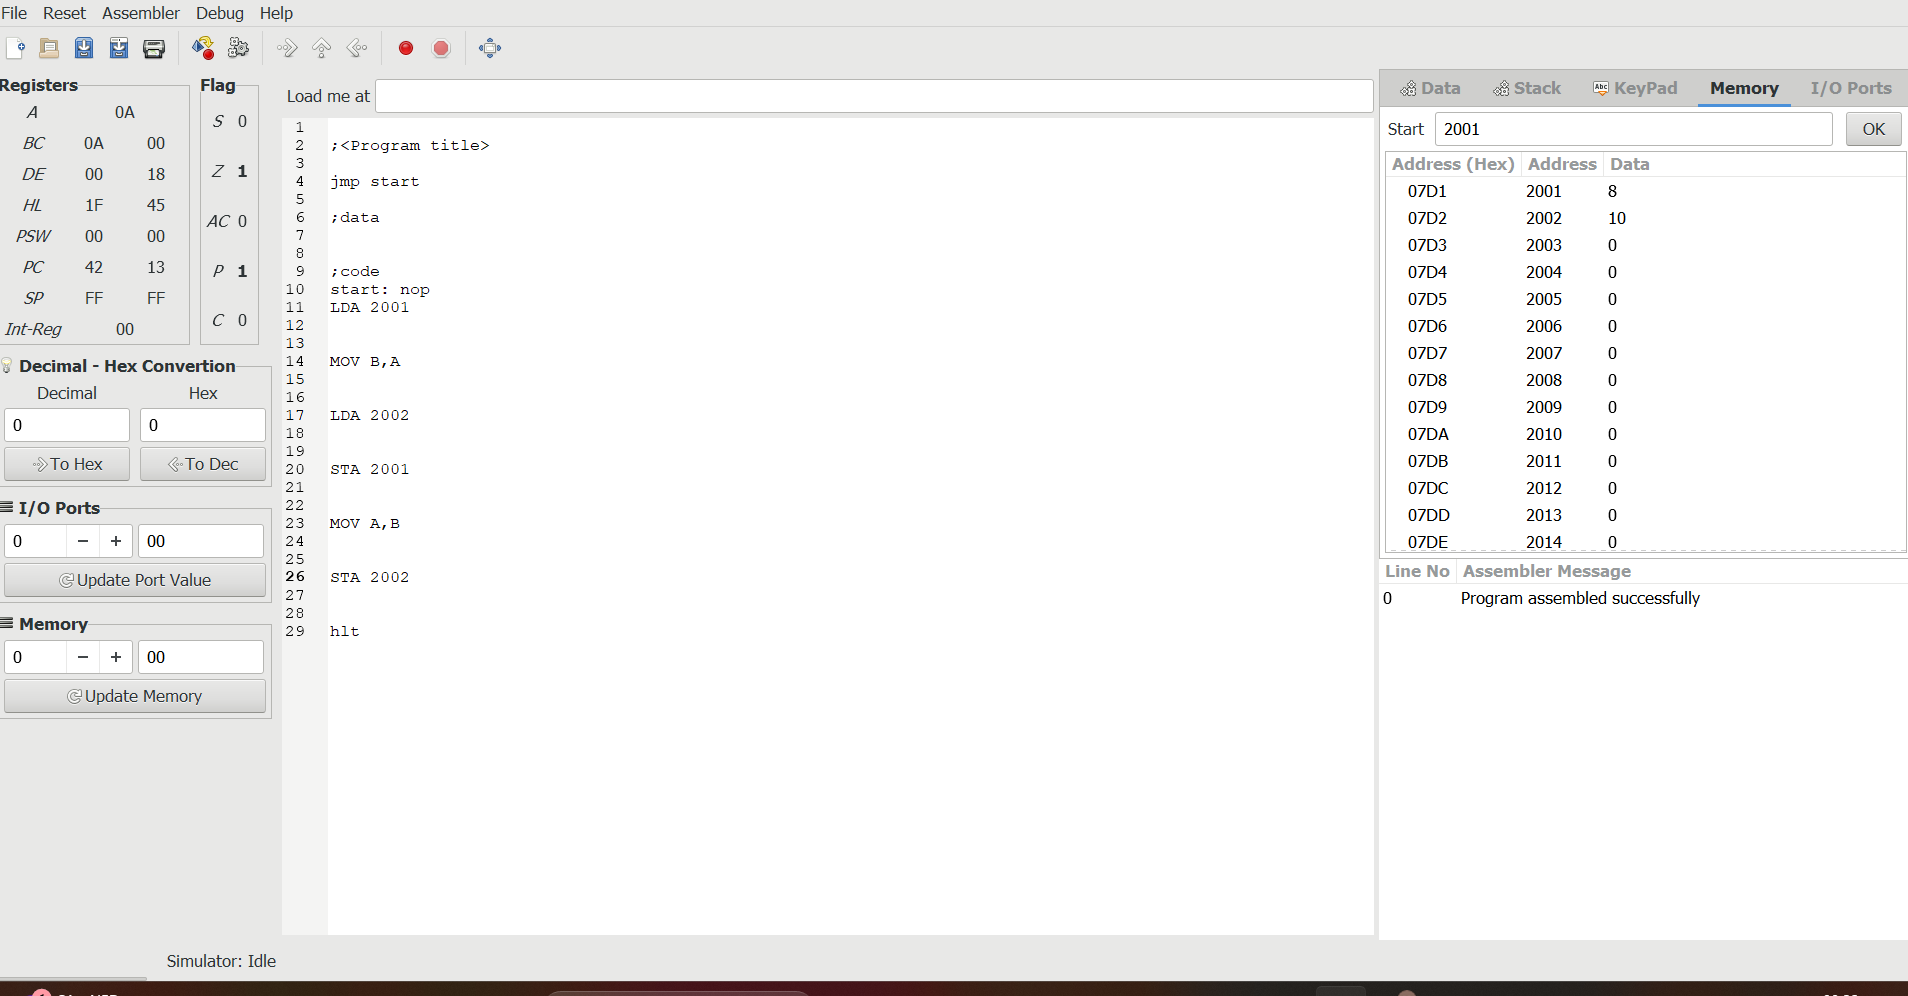 File Reset Assembler Debug Help
Registers
A 0A
BC 0A 00
DE 00 18
HL 1F 45
PSW 00 00
PC 42 13
SP FF FF
Int-Reg 00
Flag
S 0
Z 1
AC 0
P 1
C 0
Decimal - Hex Convertion
Decimal Hex
0 0
To Hex To Dec
I/O Ports
0 − + 00
Update Port Value
Memory
0 − + 00
Update Memory
Load me at
1
2 ;<Program title>
3
4 jmp start
5
6 ;data
7
8
9 ;code
10 start: nop
11 LDA 2001
12
13
14 MOV B,A
15
16
17 LDA 2002
18
19
20 STA 2001
21
22
23 MOV A,B
24
25
26 STA 2002
27
28
29 hlt
Data Stack Abc KeyPad Memory I/O Ports
Start 2001 OK
Address (Hex) Address Data
07D1 2001 8
07D2 2002 10
07D3 2003 0
07D4 2004 0
07D5 2005 0
07D6 2006 0
07D7 2007 0
07D8 2008 0
07D9 2009 0
07DA 2010 0
07DB 2011 0
07DC 2012 0
07DD 2013 0
07DE 2014 0
Line No Assembler Message
0 Program assembled successfully
Simulator: Idle